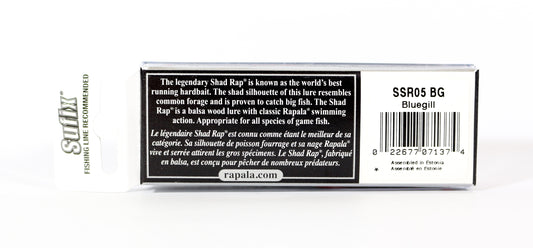 Sufix
FISHING LINE RECOMMENDED
The legendary Shad Rap® is known as the world's best
running hardbait. The shad silhouette of this lure resembles
common forage and is proven to catch big fish. The Shad
Rap® is a balsa wood lure with classic Rapala® swimming
action. Appropriate for all species of game fish.
Le légendaire Shad Rap® est connu comme étant le meilleur de sa
catégorie. Sa silhouette de poisson fourrage et sa nage Rapala®
vive et serrée attirent les gros spécimens. Le Shad Rap®, fabriqué
en balsa, est conçu pour pêcher de nombreux prédateurs.
rapala.com
SSR05 BG
Bluegill
0 22677 07137 4
Assembled in Estonia
* Assemblé en Estonie